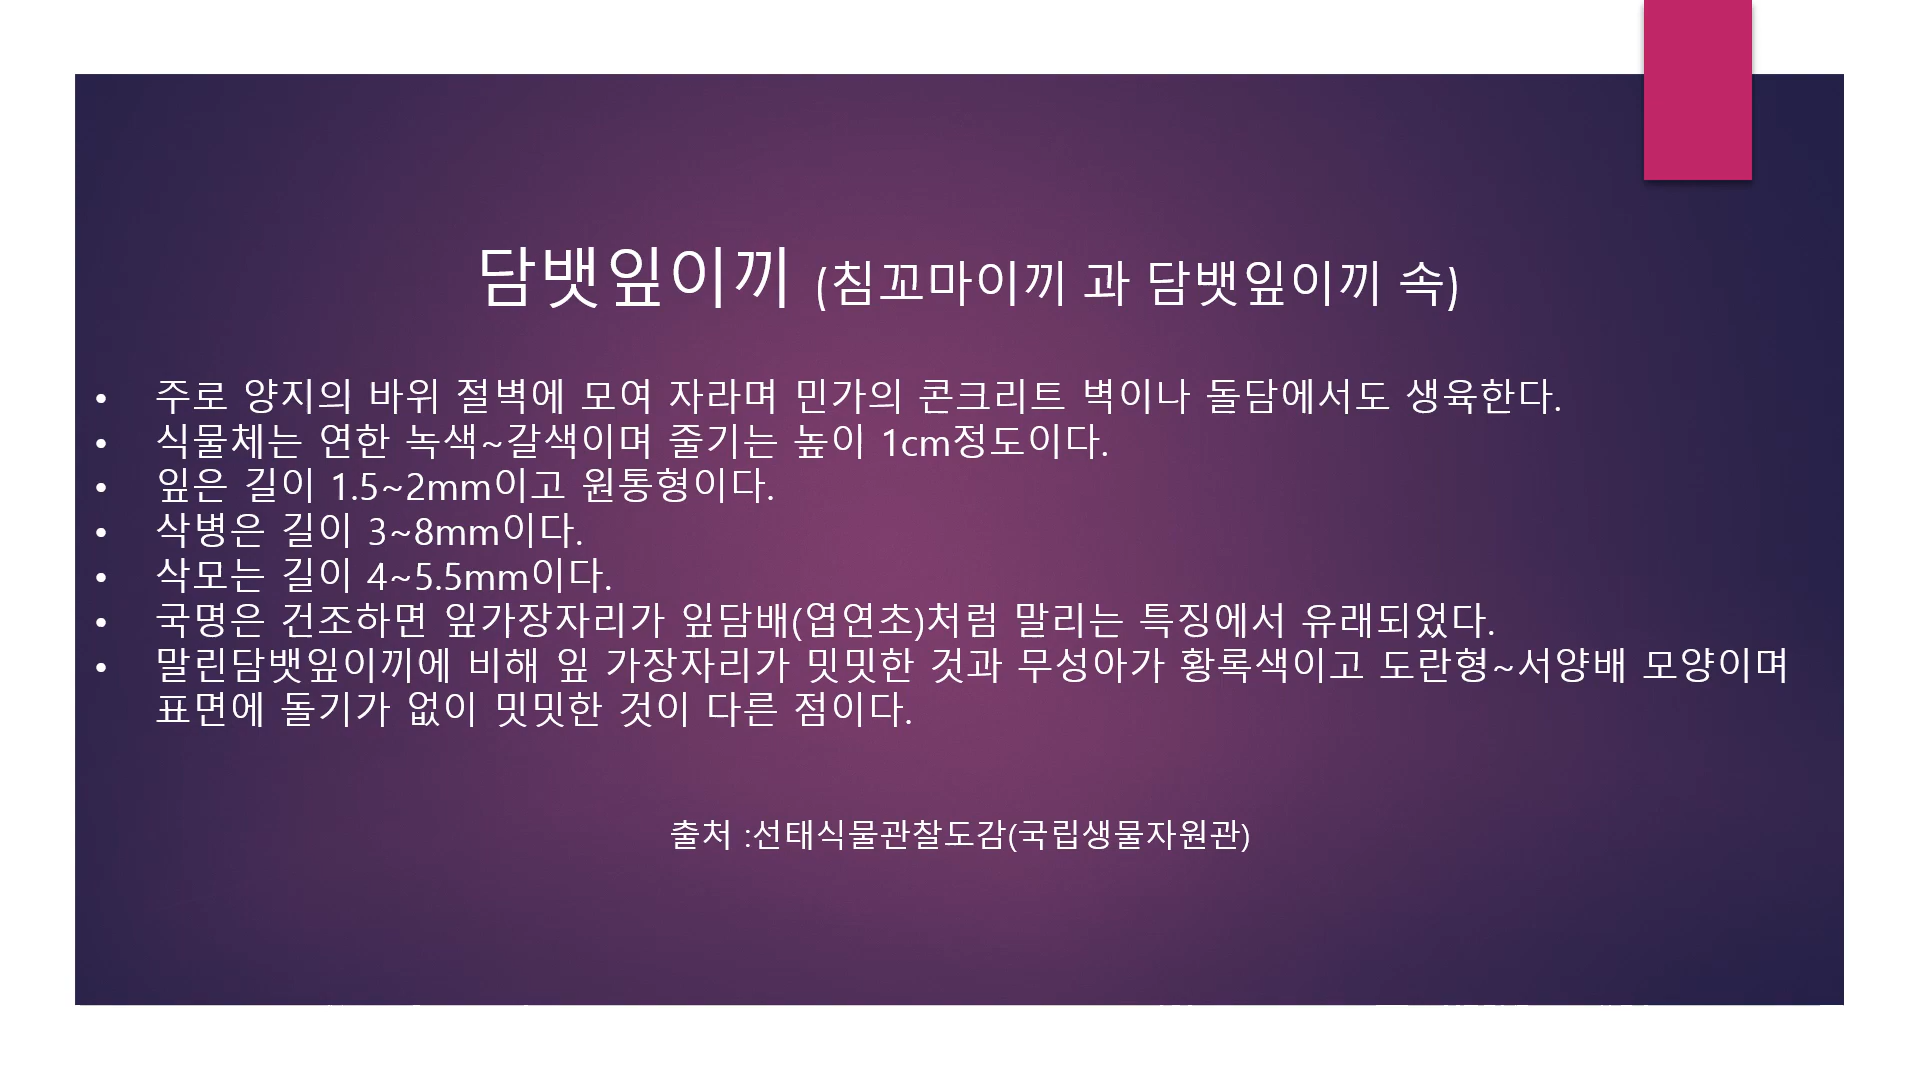 담뱃잎이끼 (침꼬마이끼 과 담뱃잎이끼 속)
• 주로 양지의 바위 절벽에 모여 자라며 민가의 콘크리트 벽이나 돌담에서도 생육한다.
• 식물체는 연한 녹색~갈색이며 줄기는 높이 1cm정도이다.
• 잎은 길이 1.5~2mm이고 원통형이다.
• 삭병은 길이 3~8mm이다.
• 삭모는 길이 4~5.5mm이다.
• 국명은 건조하면 잎가장자리가 잎담배(엽연초)처럼 말리는 특징에서 유래되었다.
• 말린담뱃잎이끼에 비해 잎 가장자리가 밋밋한 것과 무성아가 황록색이고 도란형~서양배 모양이며
표면에 돌기가 없이 밋밋한 것이 다른 점이다.
출처 :선태식물관찰도감(국립생물자원관)